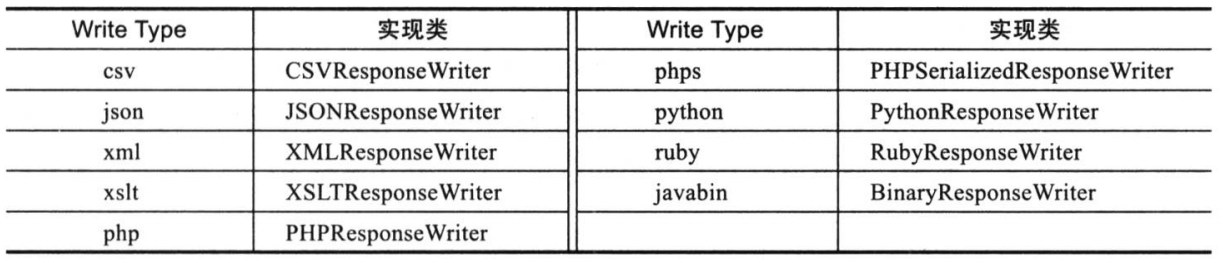 Write Type 实现类 Write Type 实现类
csv CSVResponseWriter phps PHPSerializedResponseWriter
json JSONResponseWriter python PythonResponseWriter
xml XMLResponseWriter ruby RubyResponseWriter
xslt XSLTResponseWriter javabin BinaryResponseWriter
php PHPResponseWriter